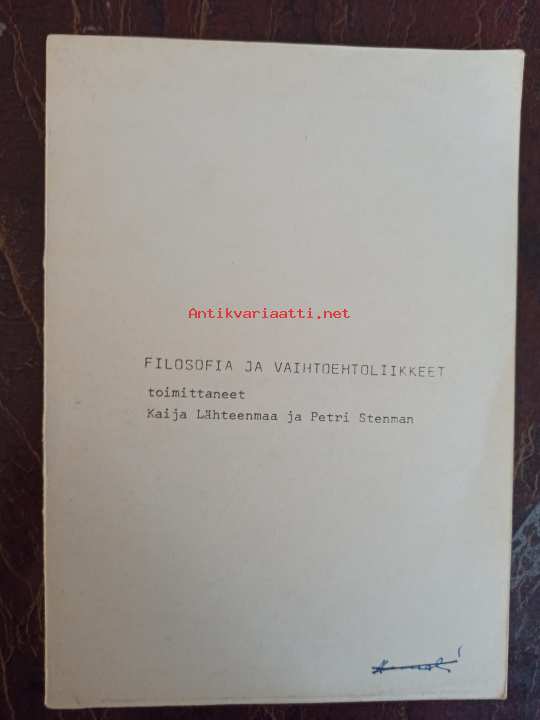 Antikvariaatti.net
FILOSOFIA JA VAIHTOEHTOLIIKKEET
toimittaneet
Kaija Lähteenmaa ja Petri Stenman